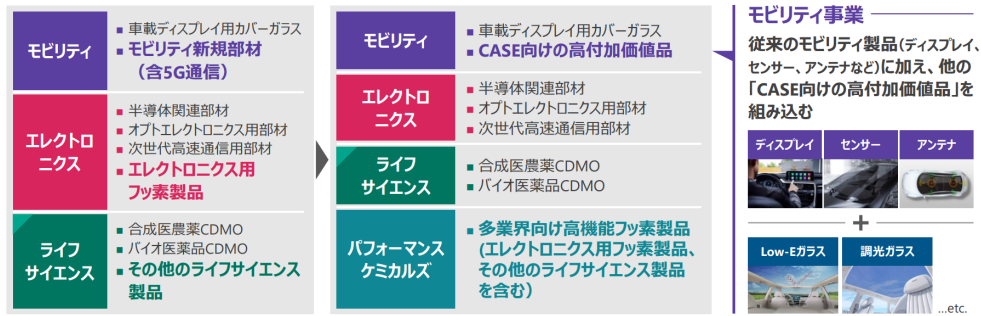 モビリティ
車載ディスプレイ用カバーガラス
モビリティ新規部材
（含5G通信）
エレクトロ
ニクス
半導体関連部材
オプトエレクトロニクス用部材
次世代高速通信用部材
エレクトロニクス用
フッ素製品
ライフ
サイエンス
合成医農薬CDMO
バイオ医薬品CDMO
その他のライフサイエンス
製品
モビリティ
車載ディスプレイ用カバーガラス
CASE向けの高付加価値品
エレクトロ
ニクス
半導体関連部材
オプトエレクトロニクス用部材
次世代高速通信用部材
ライフ
サイエンス
合成医農薬CDMO
バイオ医薬品CDMO
パフォーマンス
ケミカルズ
多業界向け高機能フッ素製品
(エレクトロニクス用フッ素製品、
その他のライフサイエンス製品
を含む)
モビリティ事業
従来のモビリティ製品(ディスプレイ、
センサー、アンテナなど)に加え、他の
「CASE向けの高付加価値品」を
組み込む
ディスプレイ
センサー
アンテナ
+
Low-Eガラス
調光ガラス
...etc.